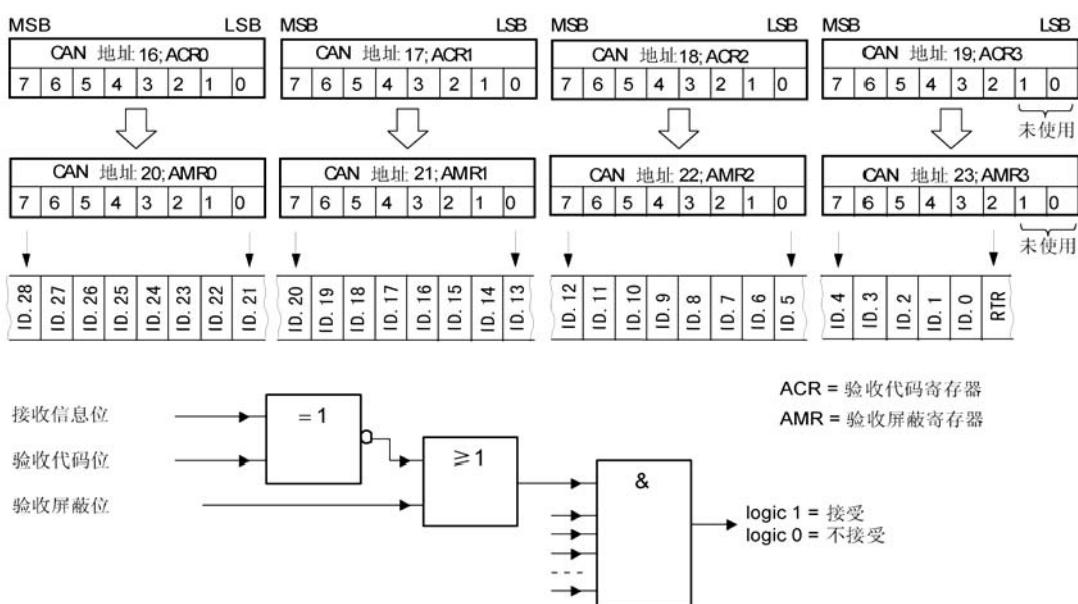 MSB LSB MSB LSB MSB LSB
CAN 地址 16;ACR0
7 6 5 4 3 2 1 0
CAN 地址 17;ACR1
7 6 5 4 3 2 1 0
CAN 地址 18;ACR2
7 6 5 4 3 2 1 0
CAN 地址 19;ACR3
7 6 5 4 3 2 1 0
未使用
CAN 地址 20;AMR0
7 6 5 4 3 2 1 0
CAN 地址 21;AMR1
7 6 5 4 3 2 1 0
CAN 地址 22;AMR2
7 6 5 4 3 2 1 0
CAN 地址 23;AMR3
7 6 5 4 3 2 1 0
未使用
ID.28 ID.27 ID.26 ID.25 ID.24 ID.23 ID.22 ID.21
ID.20 ID.19 ID.18 ID.17 ID.16 ID.15 ID.14 ID.13
ID.12 ID.11 ID.10 ID.9 ID.8 ID.7 ID.6 ID.5
ID.4 ID.3 ID.2 ID.1 ID.0 RTR
ACR = 验收代码寄存器
AMR = 验收屏蔽寄存器
接收信息位
验收代码位
验收屏蔽位
=1
≥1
&
logic 1 = 接受
logic 0 = 不接受